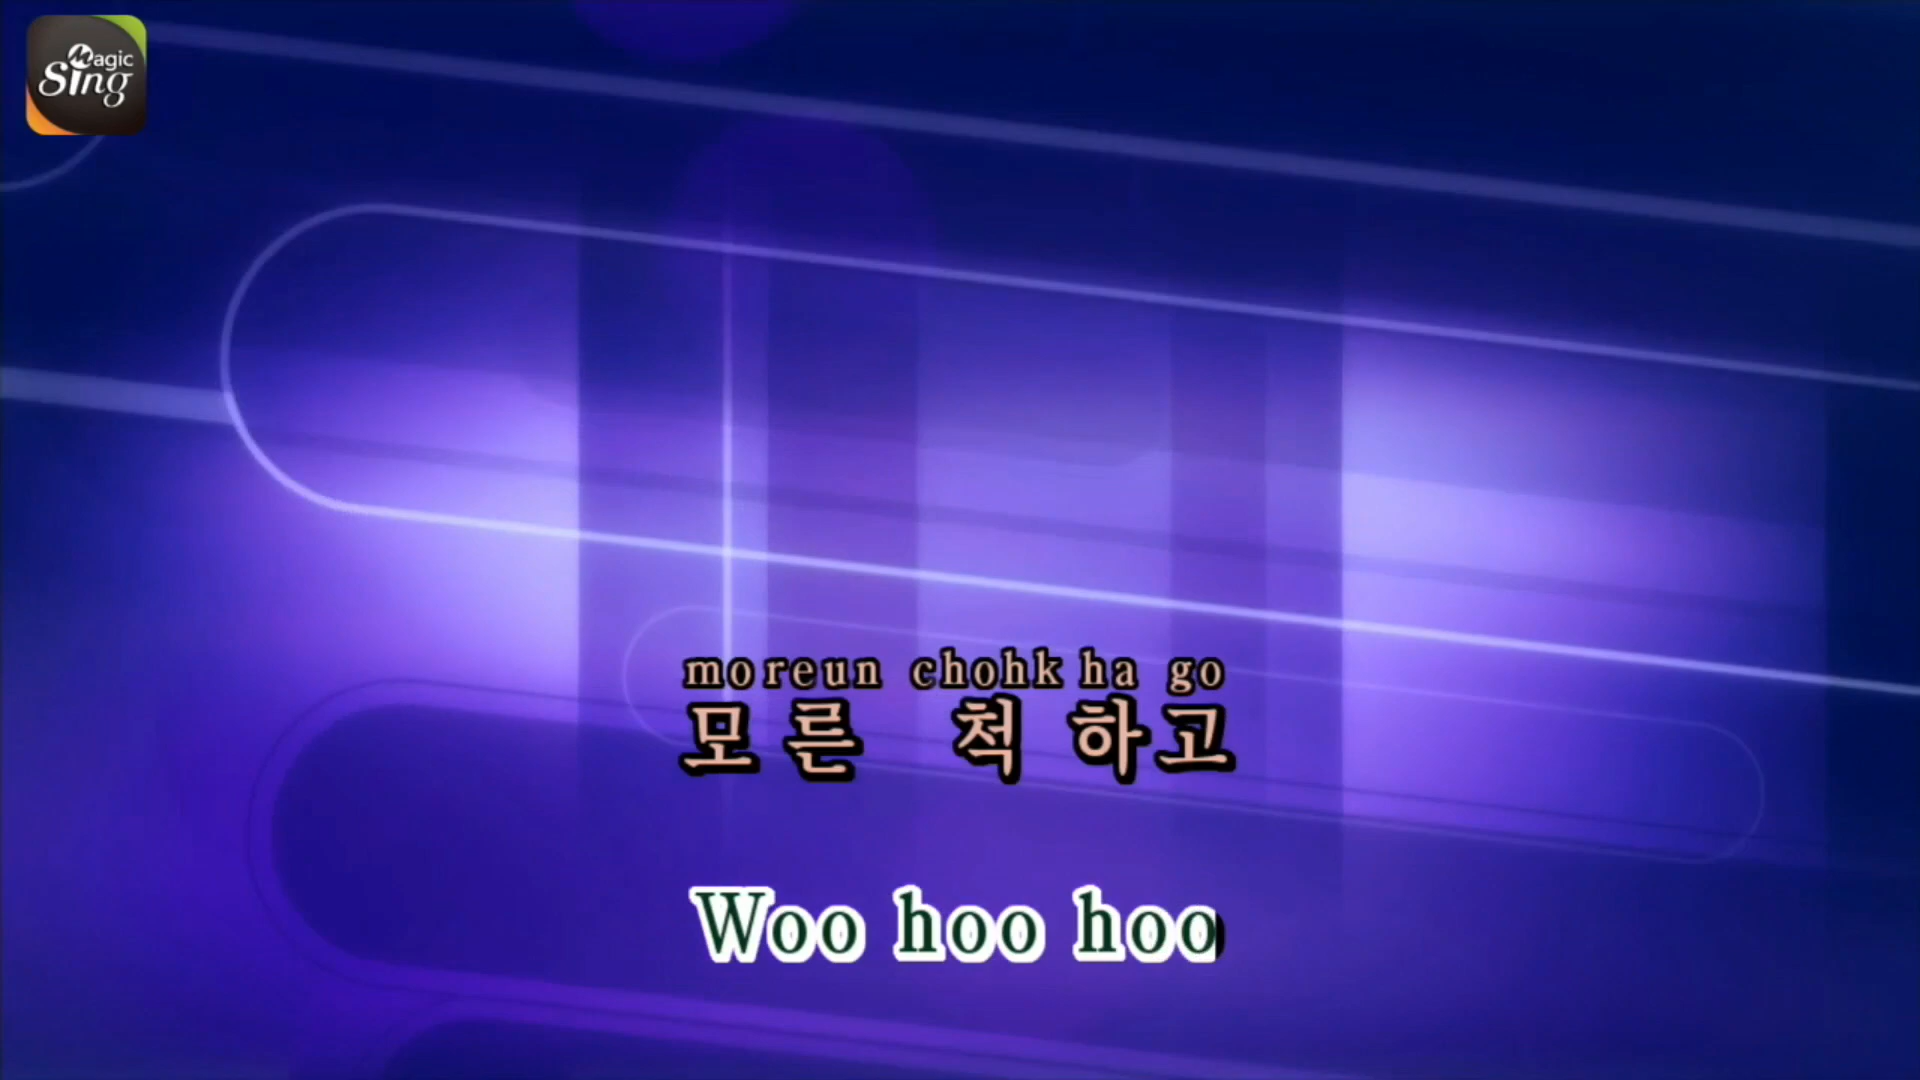 Magic
Sing
moreun chohk ha go
모른 척 하고
Woo hoo hoo